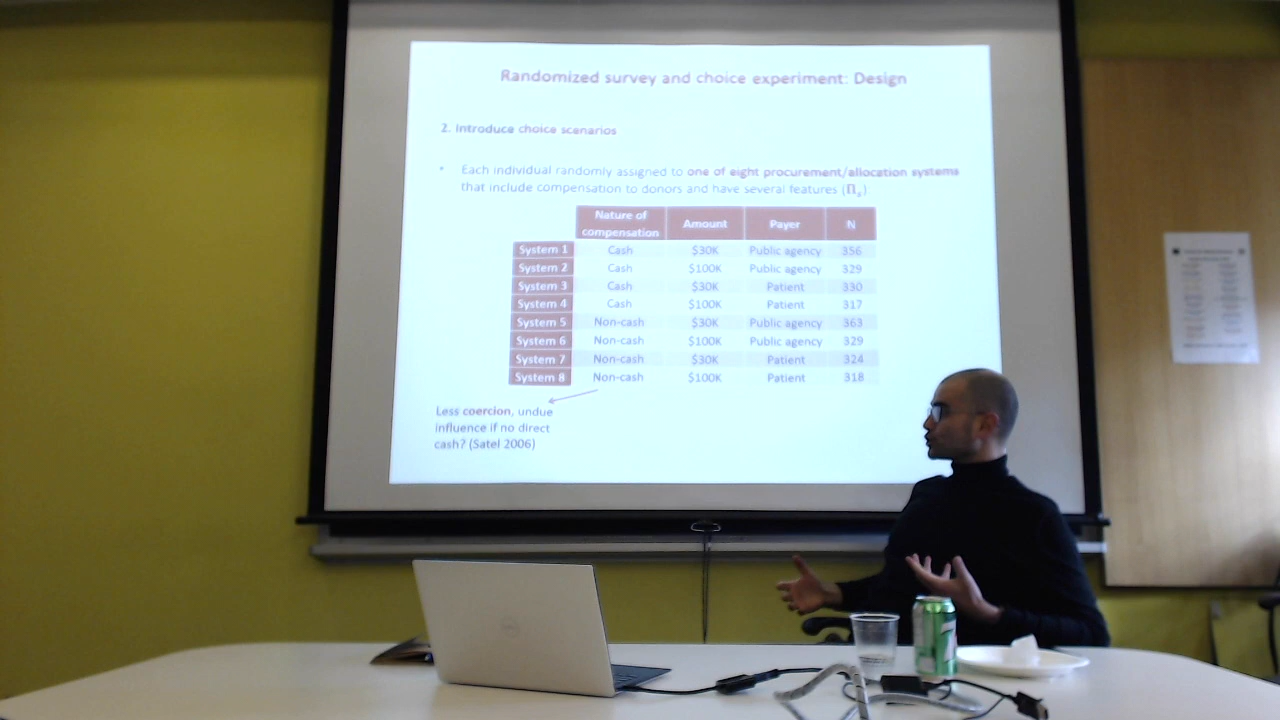 Randomized survey and choice experiment: Design
2. Introduce choice scenarios
• Each individual randomly assigned to one of eight procurement/allocation systems
that include compensation to donors and have several features (Πs)
Nature of compensation Amount Payer N
System 1 Cash $30K Public agency 356
System 2 Cash $100K Public agency 329
System 3 Cash $30K Patient 330
System 4 Cash $100K Patient 317
System 5 Non-cash $30K Public agency 363
System 6 Non-cash $100K Public agency 329
System 7 Non-cash $30K Patient 324
System 8 Non-cash $100K Patient 318
Less coercion, undue
influence if no direct
cash? (Satel 2006)